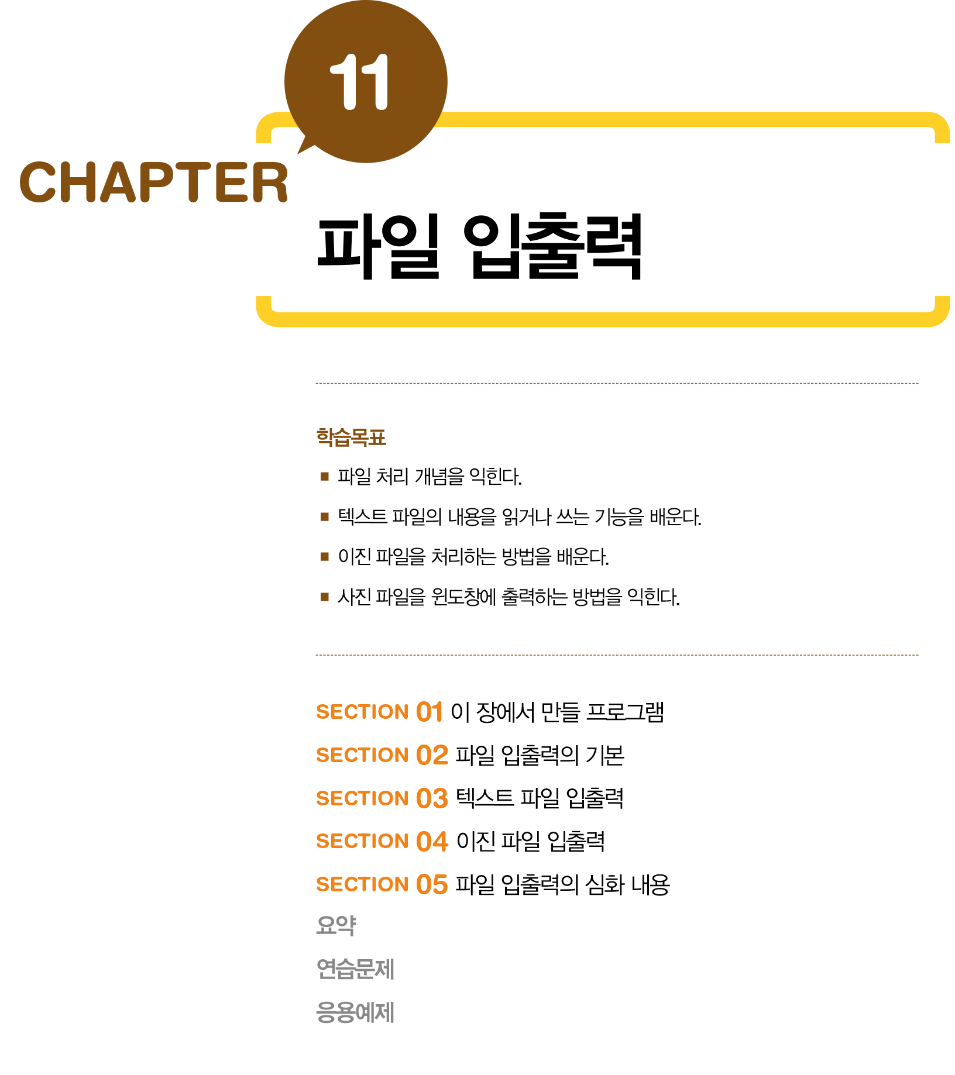 11
CHAPTER
파일 입출력
학습목표
■ 파일 처리 개념을 익힌다.
■ 텍스트 파일의 내용을 읽거나 쓰는 기능을 배운다.
■ 이진 파일을 처리하는 방법을 배운다.
■ 사진 파일을 윈도창에 출력하는 방법을 익힌다.
SECTION 01 이 장에서 만들 프로그램
SECTION 02 파일 입출력의 기본
SECTION 03 텍스트 파일 입출력
SECTION 04 이진 파일 입출력
SECTION 05 파일 입출력의 심화 내용
요약
연습문제
응용예제